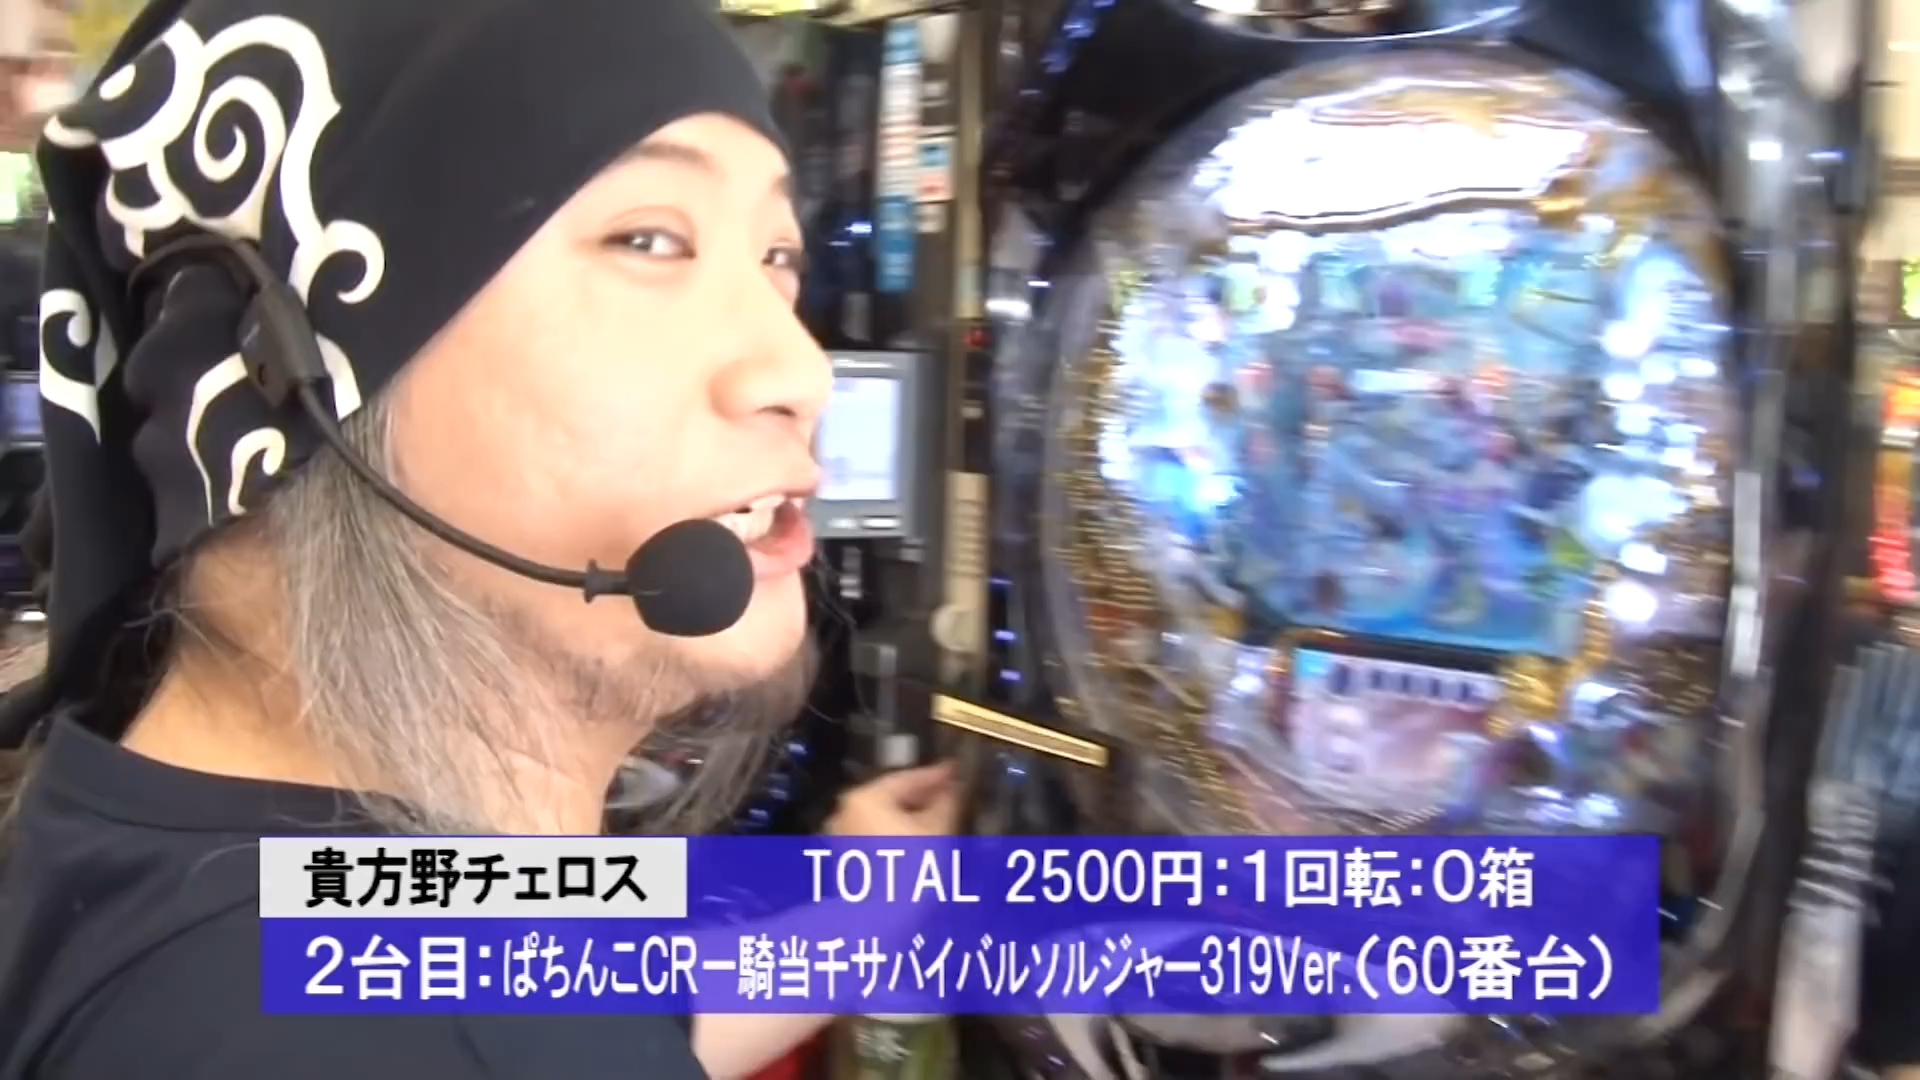 貴方野チェロス
TOTAL 2500円：1回転：0箱
2台目：ぱちんこCR一騎当千サバイバルソルジャー319Ver.（60番台）